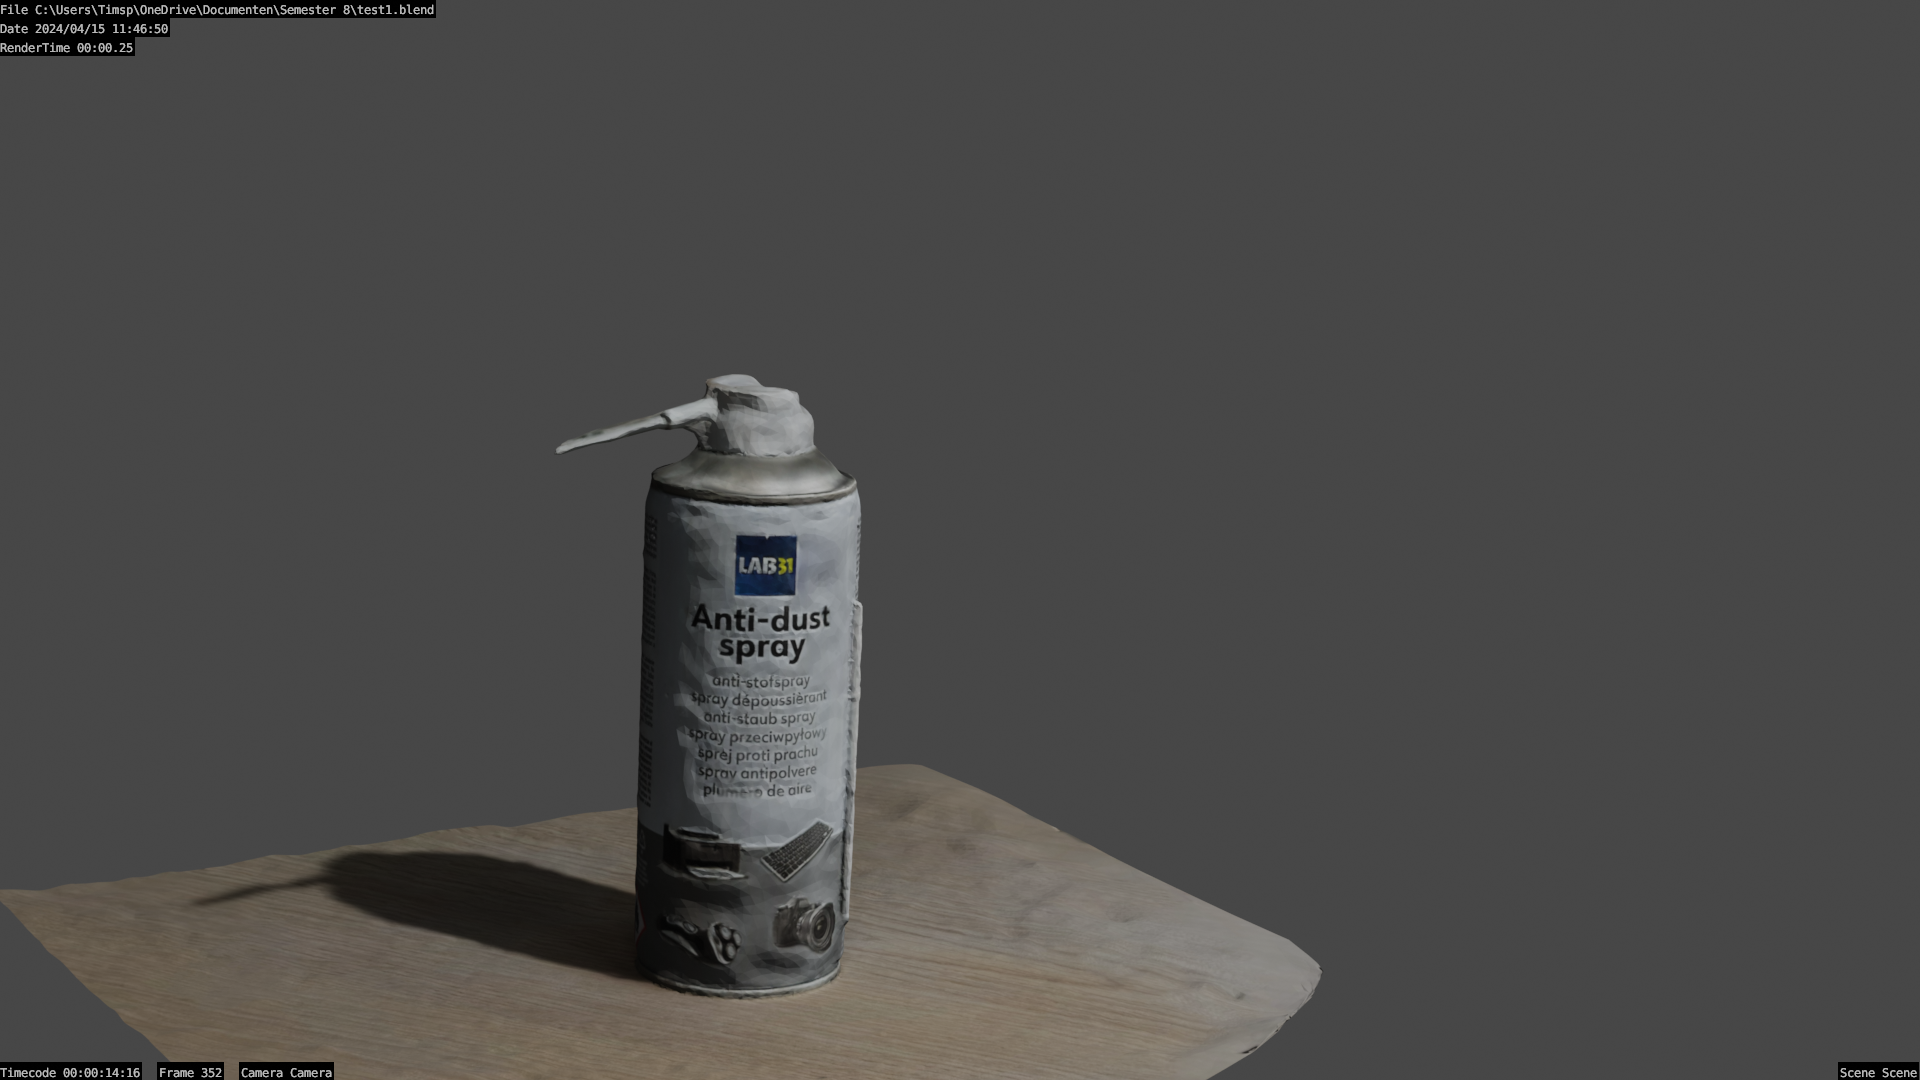 File C:\Users\Timsp\OneDrive\Documenten\Semester 8\test1.blend
Date 2024/04/15 11:46:50
RenderTime 00:00.25
LAB31
Anti-dust
spray
anti-stofspray
spray dépoussiérant
anti-staub spray
spray przeciwpyłowy
sprej proti prachu
spray antipolvere
plumero de aire
Timecode 00:00:14:16 Frame 352 Camera Camera
Scene Scene